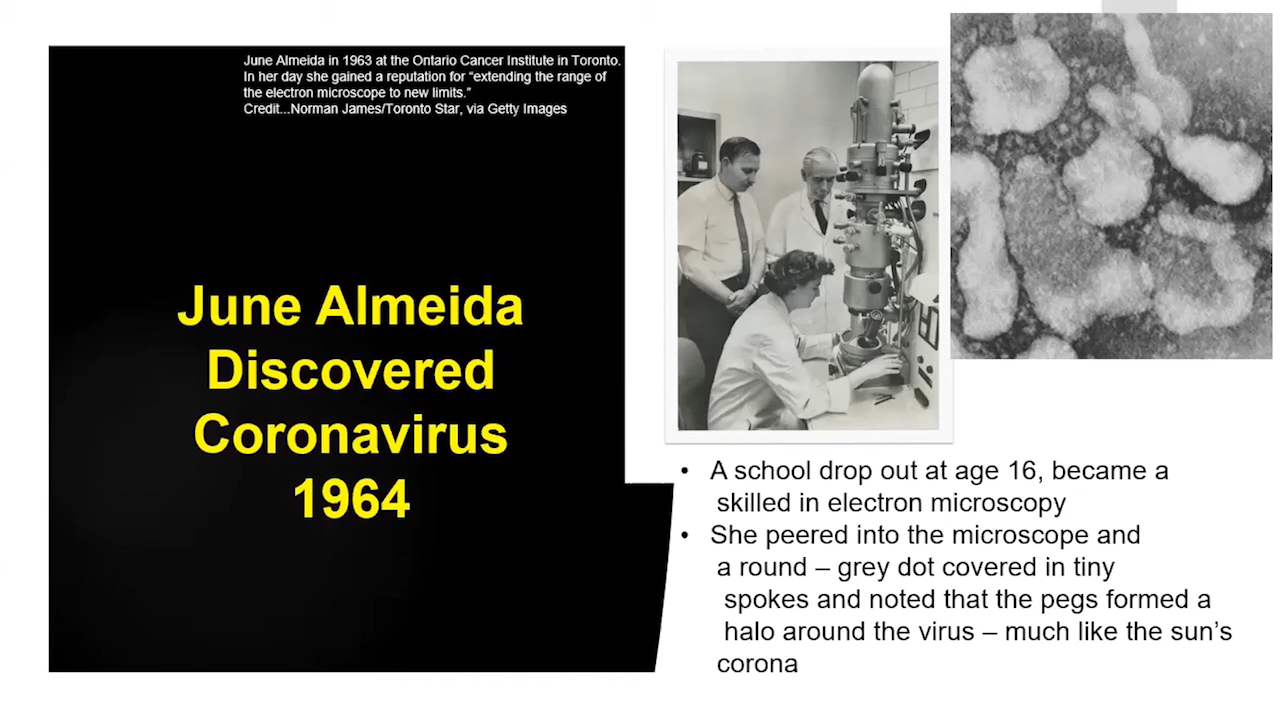 June Almeida in 1963 at the Ontario Cancer Institute in Toronto.
In her day she gained a reputation for “extending the range of
the electron microscope to new limits.”
Credit...Norman James/Toronto Star, via Getty Images
June Almeida
Discovered
Coronavirus
1964
• A school drop out at age 16, became a
skilled in electron microscopy
• She peered into the microscope and
a round – grey dot covered in tiny
spokes and noted that the pegs formed a
halo around the virus – much like the sun’s
corona